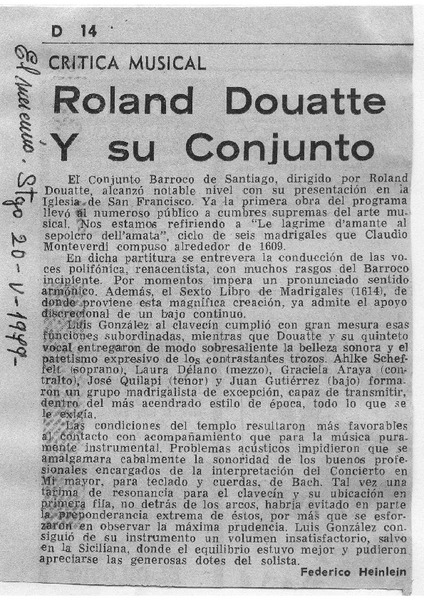 D 14
CRITICA MUSICAL
Roland Douatte
Y su Conjunto
El Mercurio. Stgo 20-V-1979-
El Conjunto Barroco de Santiago, dirigido por Roland
Douatte, alcanzó notable nivel con su presentación en la
Iglesia de San Francisco. Ya la primera obra del programa
llevó al numeroso público a cumbres supremas del arte mu-
sical. Nos estamos refiriendo a "Le lagrime d'amante al
sepolcro dell'amata", ciclo de seis madrigales que Claudio
Monteverdi compuso alrededor de 1609.
En dicha partitura se entrevera la conducción de las vo-
ces polifónica, renacentista, con muchos rasgos del Barroco
incipiente. Por momentos impera un pronunciado sentido
armónico. Además, el Sexto Libro de Madrigales (1614), de
donde proviene esta magnífica creación, ya admite el apoyo
discrecional de un bajo continuo.
Luis González al clavecín cumplió con gran mesura esas
funciones subordinadas, mientras que Douatte y su quinteto
vocal entregaron de modo sobresaliente la belleza sonora y el
patetismo expresivo de los contrastantes trozos. Ahlke Schef-
felt (soprano), Laura Délano (mezzo), Graciela Araya (con-
tralto), José Quilapi (tenor) y Juan Gutiérrez (bajo) forma-
ron un grupo madrigalista de excepción, capaz de transmitir,
dentro del más acendrado estilo de época, todo lo que se
le exigía.
Las condiciones del templo resultaron más favorables
al contacto con acompañamiento que para la música pura-
mente instrumental. Problemas acústicos impidieron que se
amalgamara cabalmente la sonoridad de los buenos profe-
sionales encargados de la interpretación del Concierto en
Mi mayor, para teclado y cuerdas, de Bach. Tal vez una
tarima de resonancia para el clavecín y su ubicación en
primera fila, no detrás de los arcos, habría evitado en parte
la preponderancia extrema de éstos, por más que se esfor-
zaron en observar la máxima prudencia. Luis González con-
siguió de su instrumento un volumen insatisfactorio, salvo
en la Siciliana, donde el equilibrio estuvo mejor y pudieron
apreciarse las generosas dotes del solista.
Federico Heinlein